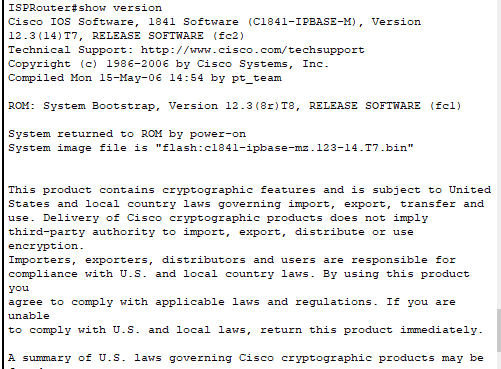 ISPRouter#show version
Cisco IOS Software, 1841 Software (C1841-IPBASE-M), Version
12.3(14)T7, RELEASE SOFTWARE (fc2)
Technical Support: http://www.cisco.com/techsupport
Copyright (c) 1986-2006 by Cisco Systems, Inc.
Compiled Mon 15-May-06 14:54 by pt_team
ROM: System Bootstrap, Version 12.3(8r)T8, RELEASE SOFTWARE (fc1)
System returned to ROM by power-on
System image file is "flash:c1841-ipbase-mz.123-14.T7.bin"
This product contains cryptographic features and is subject to United
States and local country laws governing import, export, transfer and
use. Delivery of Cisco cryptographic products does not imply
third-party authority to import, export, distribute or use
encryption.
Importers, exporters, distributors and users are responsible for
compliance with U.S. and local country laws. By using this product
you
agree to comply with applicable laws and regulations. If you are
unable
to comply with U.S. and local laws, return this product immediately.
A summary of U.S. laws governing Cisco cryptographic products may be